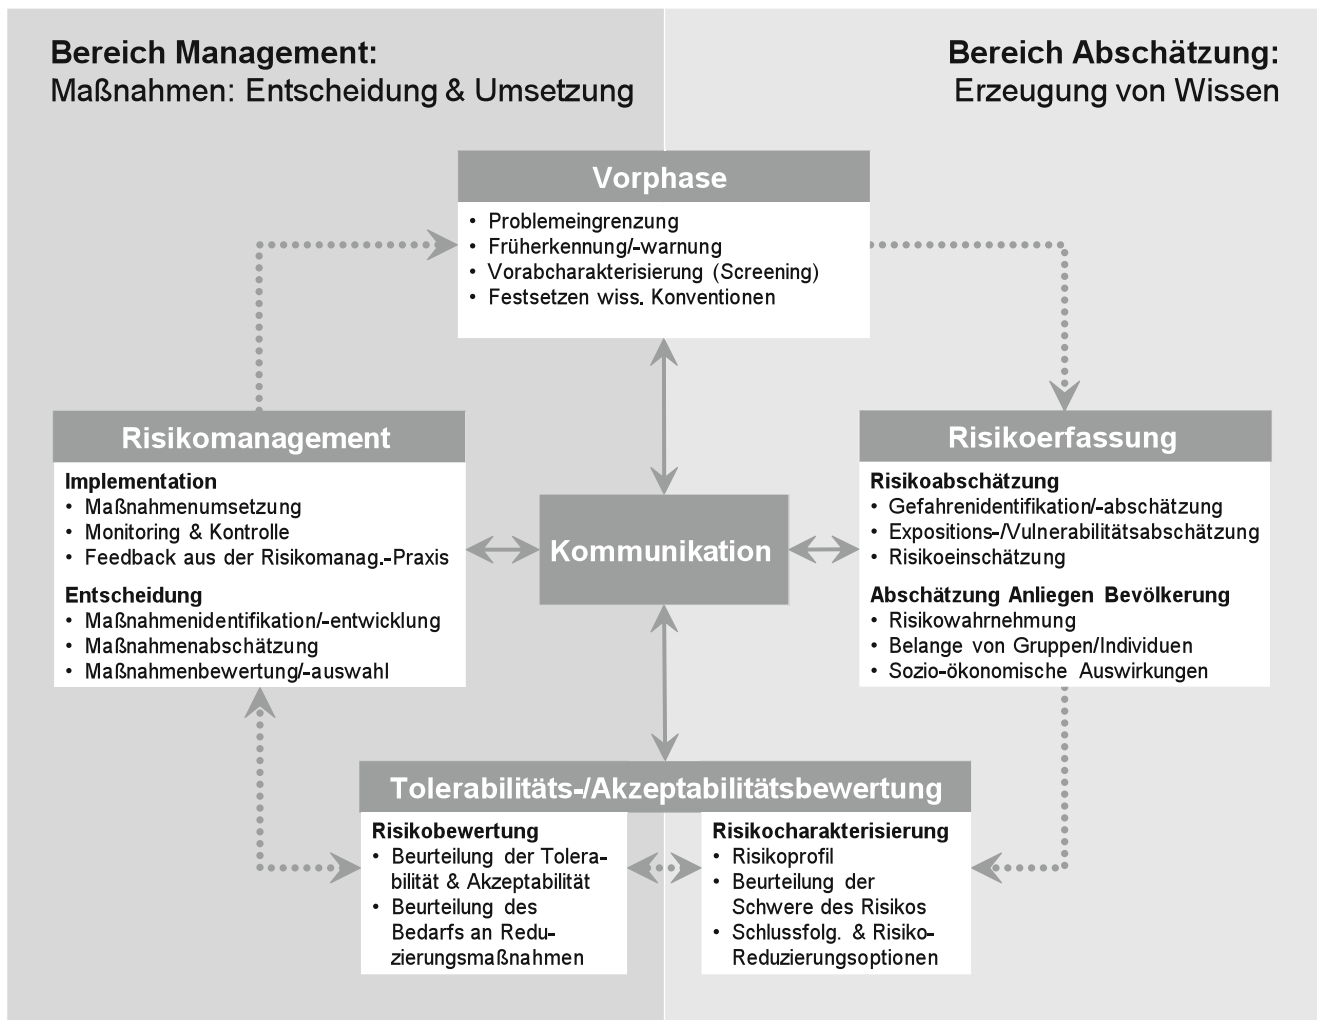 Bereich Management:
Maßnahmen: Entscheidung & Umsetzung
Bereich Abschätzung:
Erzeugung von Wissen
Vorphase
• Problemeingrenzung
• Früherkennung/-warnung
• Vorabcharakterisierung (Screening)
• Festsetzen wiss. Konventionen
Risikomanagement
Implementation
• Maßnahmenumsetzung
• Monitoring & Kontrolle
• Feedback aus der Risikomanag.-Praxis
Entscheidung
• Maßnahmenidentifikation/-entwicklung
• Maßnahmenabschätzung
• Maßnahmenbewertung/-auswahl
Kommunikation
Risikoerfassung
Risikoabschätzung
• Gefahrenidentifikation/-abschätzung
• Expositions-/Vulnerabilitätsabschätzung
• Risikoeinschätzung
Abschätzung Anliegen Bevölkerung
• Risikowahrnehmung
• Belange von Gruppen/Individuen
• Sozio-ökonomische Auswirkungen
Tolerabilitäts-/Akzeptabilitätsbewertung
Risikobewertung
• Beurteilung der Tolera-
bilität & Akzeptabilität
• Beurteilung des
Bedarfs an Redu-
zierungsmaßnahmen
Risikocharakterisierung
• Risikoprofil
• Beurteilung der
Schwere des Risikos
• Schlussfolg. & Risiko-
Reduzierungsoptionen